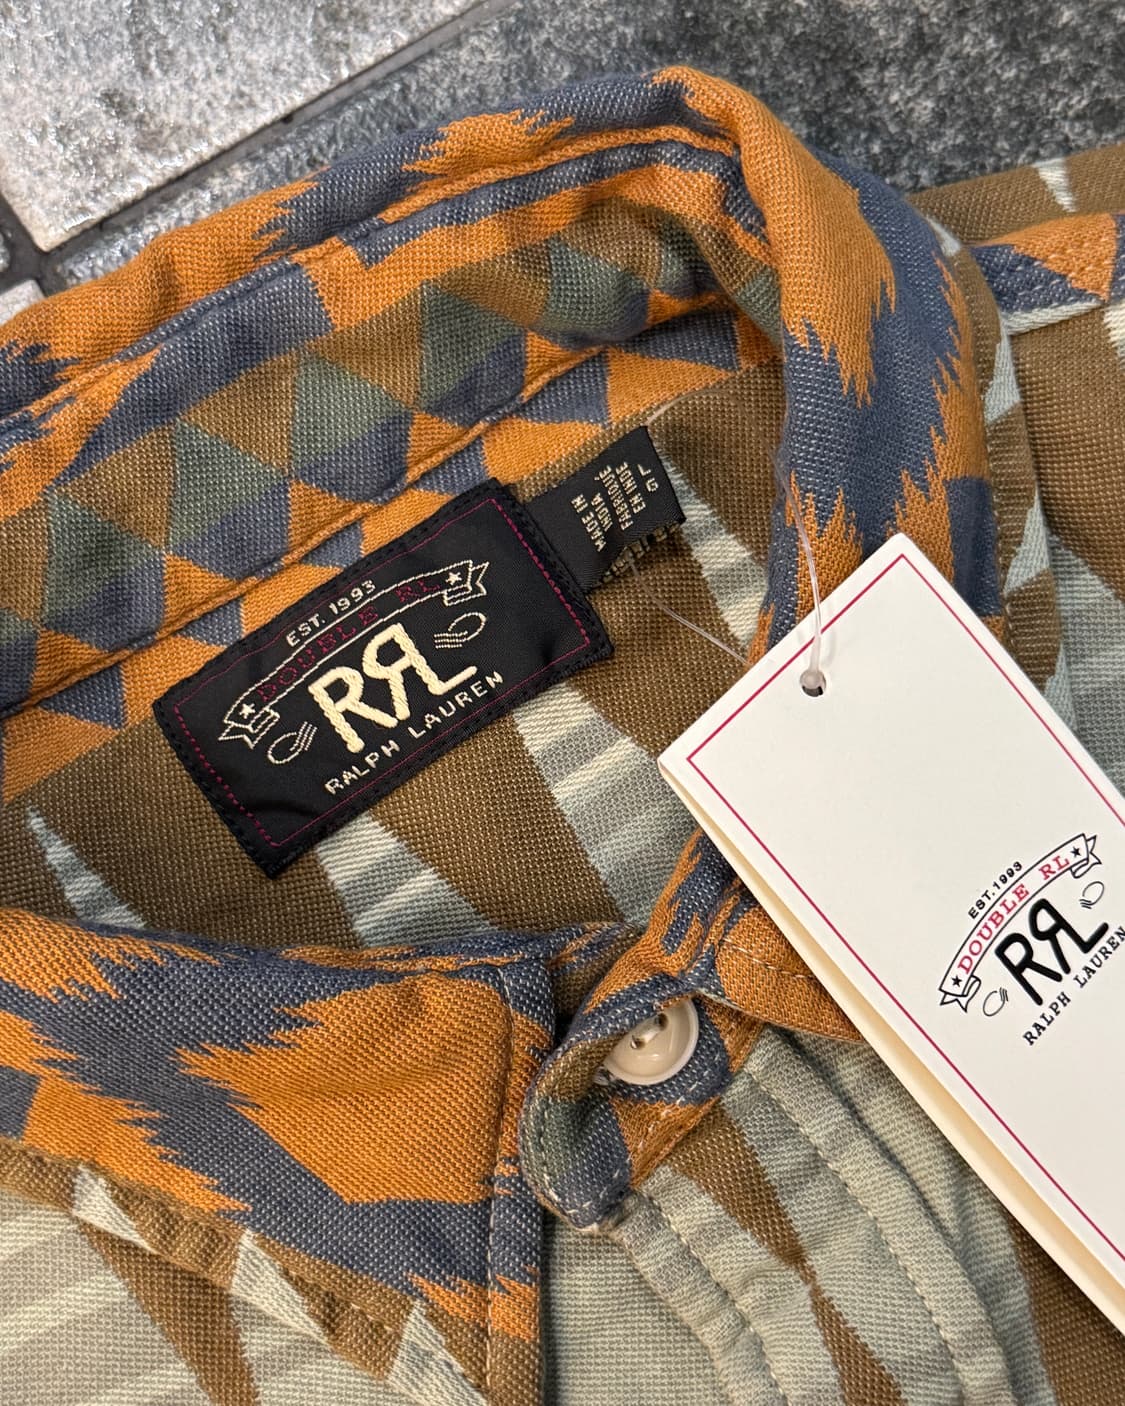 EST. 1993
DOUBLE RL
RRL
RALPH LAUREN
MADE IN
INDIA
FABRIQUÉ
EN INDE
EST. 1993
DOUBLE RL
RRL
RALPH LAUREN